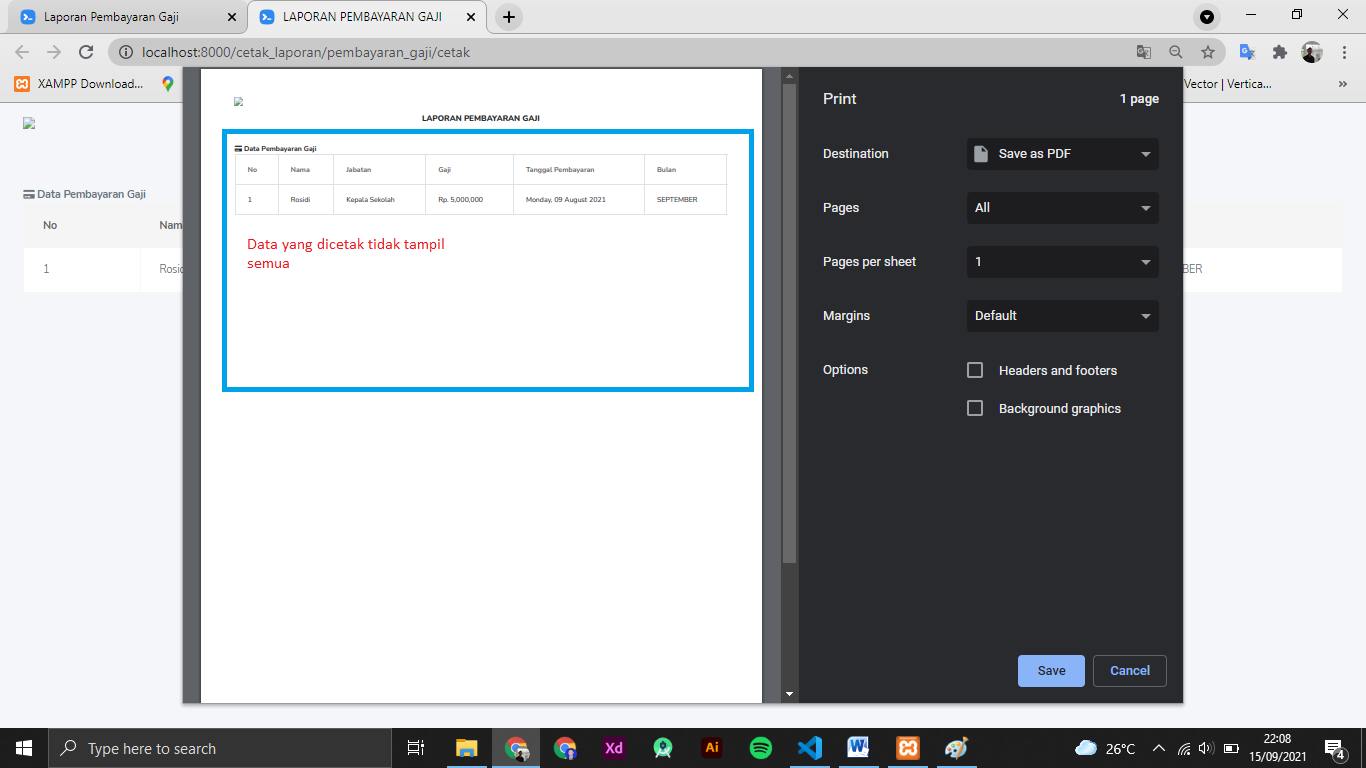 Laporan Pembayaran Gaji
LAPORAN PEMBAYARAN GAJI
localhost:8000/cetak_laporan/pembayaran_gaji/cetak
XAMPP Download...
Vector | Vertica...
LAPORAN PEMBAYARAN GAJI
Data Pembayaran Gaji
No Nama Jabatan Gaji Tanggal Pembayaran Bulan
1 Rosidi Kepala Sekolah Rp. 5,000,000 Monday, 09 August 2021 SEPTEMBER
Data yang dicetak tidak tampil
semua
Data Pembayaran Gaji
No
1
BER
Print 1 page
Destination Save as PDF
Pages All
Pages per sheet 1
Margins Default
Options Headers and footers
Background graphics
Save Cancel
Type here to search
Xd
Ai
W
26°C
22:08
15/09/2021
4